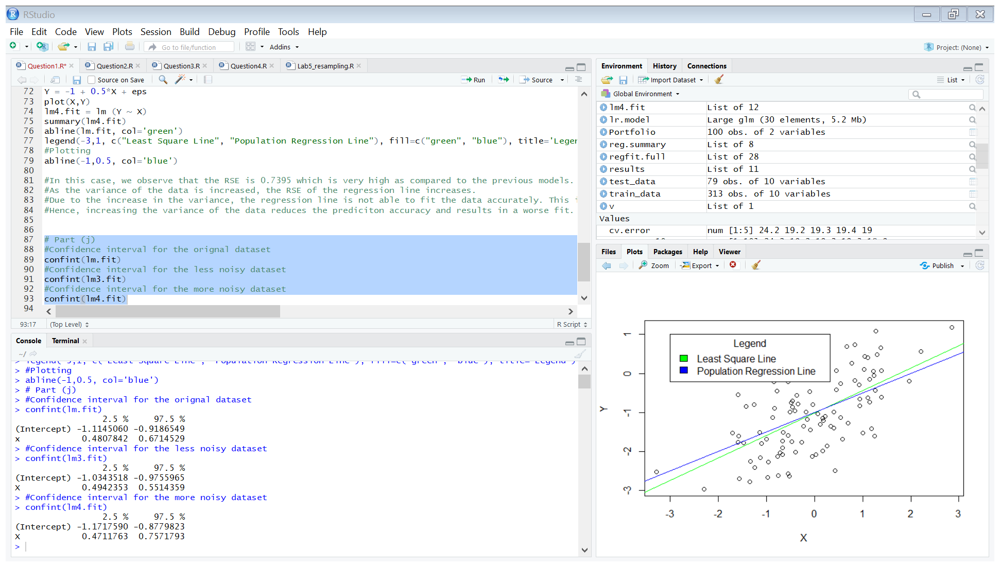 RStudio
File Edit Code View Plots Session Build Debug Profile Tools Help
Go to file/function Addins Project: (None)
Question1.R* Question2.R Question3.R Question4.R Lab5_resampling.R
Source on Save Run Source
72 Y = -1 + 0.5*X + eps
73 plot(X,Y)
74 lm4.fit = lm (Y ~ X)
75 summary(lm4.fit)
76 abline(lm.fit, col='green')
77 legend(-3,1, c("Least Square Line", "Population Regression Line"), fill=c("green", "blue"), title='Leger
78 #Plotting
79 abline(-1,0.5, col='blue')
80
81 #In this case, we observe that the RSE is 0.7395 which is very high as compared to the previous models.
82 #As the variance of the data is increased, the RSE of the regression line increases.
83 #Due to the increase in the variance, the regression line is not able to fit the data accurately. This
84 #Hence, increasing the variance of the data reduces the prediciton accuracy and results in a worse fit.
85
86
87 # Part (j)
88 #Confidence interval for the orignal dataset
89 confint(lm.fit)
90 #Confidence interval for the less noisy dataset
91 confint(lm3.fit)
92 #Confidence interval for the more noisy dataset
93 confint(lm4.fit)
94
93:17 (Top Level) R Script
Console Terminal
~/
> legend(-3,1, c("Least Square Line", "Population Regression Line"), fill=c("green", "blue"), title='Legend')
> #Plotting
> abline(-1,0.5, col='blue')
> # Part (j)
> #Confidence interval for the orignal dataset
> confint(lm.fit)
2.5 % 97.5 %
(Intercept) -1.1145060 -0.9186549
x 0.4807842 0.6714529
> #Confidence interval for the less noisy dataset
> confint(lm3.fit)
2.5 % 97.5 %
(Intercept) -1.0343518 -0.9755965
X 0.4942353 0.5514359
> #Confidence interval for the more noisy dataset
> confint(lm4.fit)
2.5 % 97.5 %
(Intercept) -1.1717590 -0.8779823
X 0.4711763 0.7571793
>
Environment History Connections
Import Dataset List
Global Environment
lm4.fit List of 12
lr.model Large glm (30 elements, 5.2 Mb)
Portfolio 100 obs. of 2 variables
reg.summary List of 8
regfit.full List of 28
results List of 11
test_data 79 obs. of 10 variables
train_data 313 obs. of 10 variables
v List of 1
Values
cv.error num [1:5] 24.2 19.2 19.3 19.4 19
Files Plots Packages Help Viewer
Zoom Export Publish
Legend
Least Square Line
Population Regression Line
1
0
-1
-2
-3
Y
-3 -2 -1 0 1 2 3
X